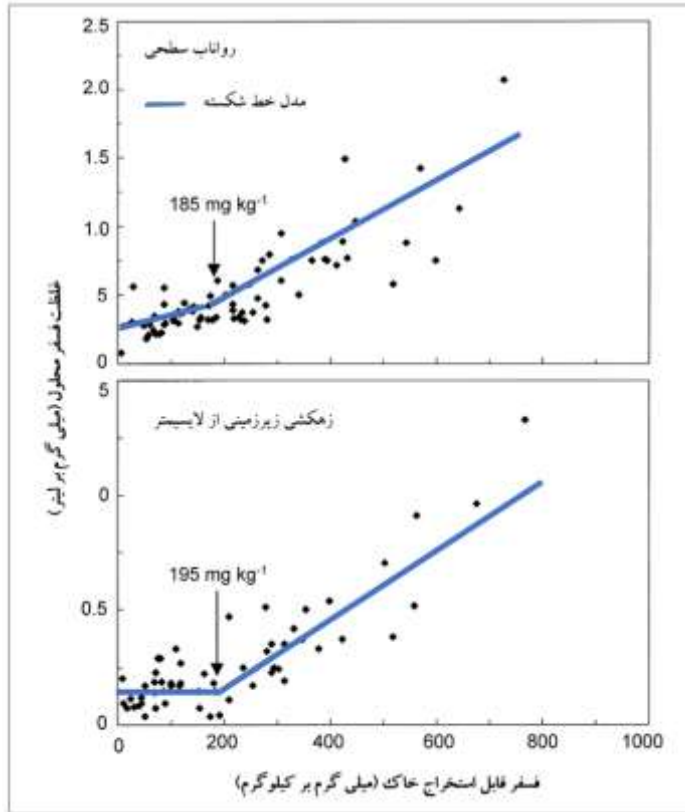 2.5
رواناب سطحی
2.0
مدل خط شکسته
1.5
185 mg kg-1
1.0
5
0
غلظت فسفر محلول (میلی گرم بر لیتر)
5
زهکشی زیرزمینی از لایسیمتر
0
195 mg kg-1
0.5
0
0 200 400 600 800 1000
فسفر قابل استخراج خاک (میلی گرم بر کیلوگرم)